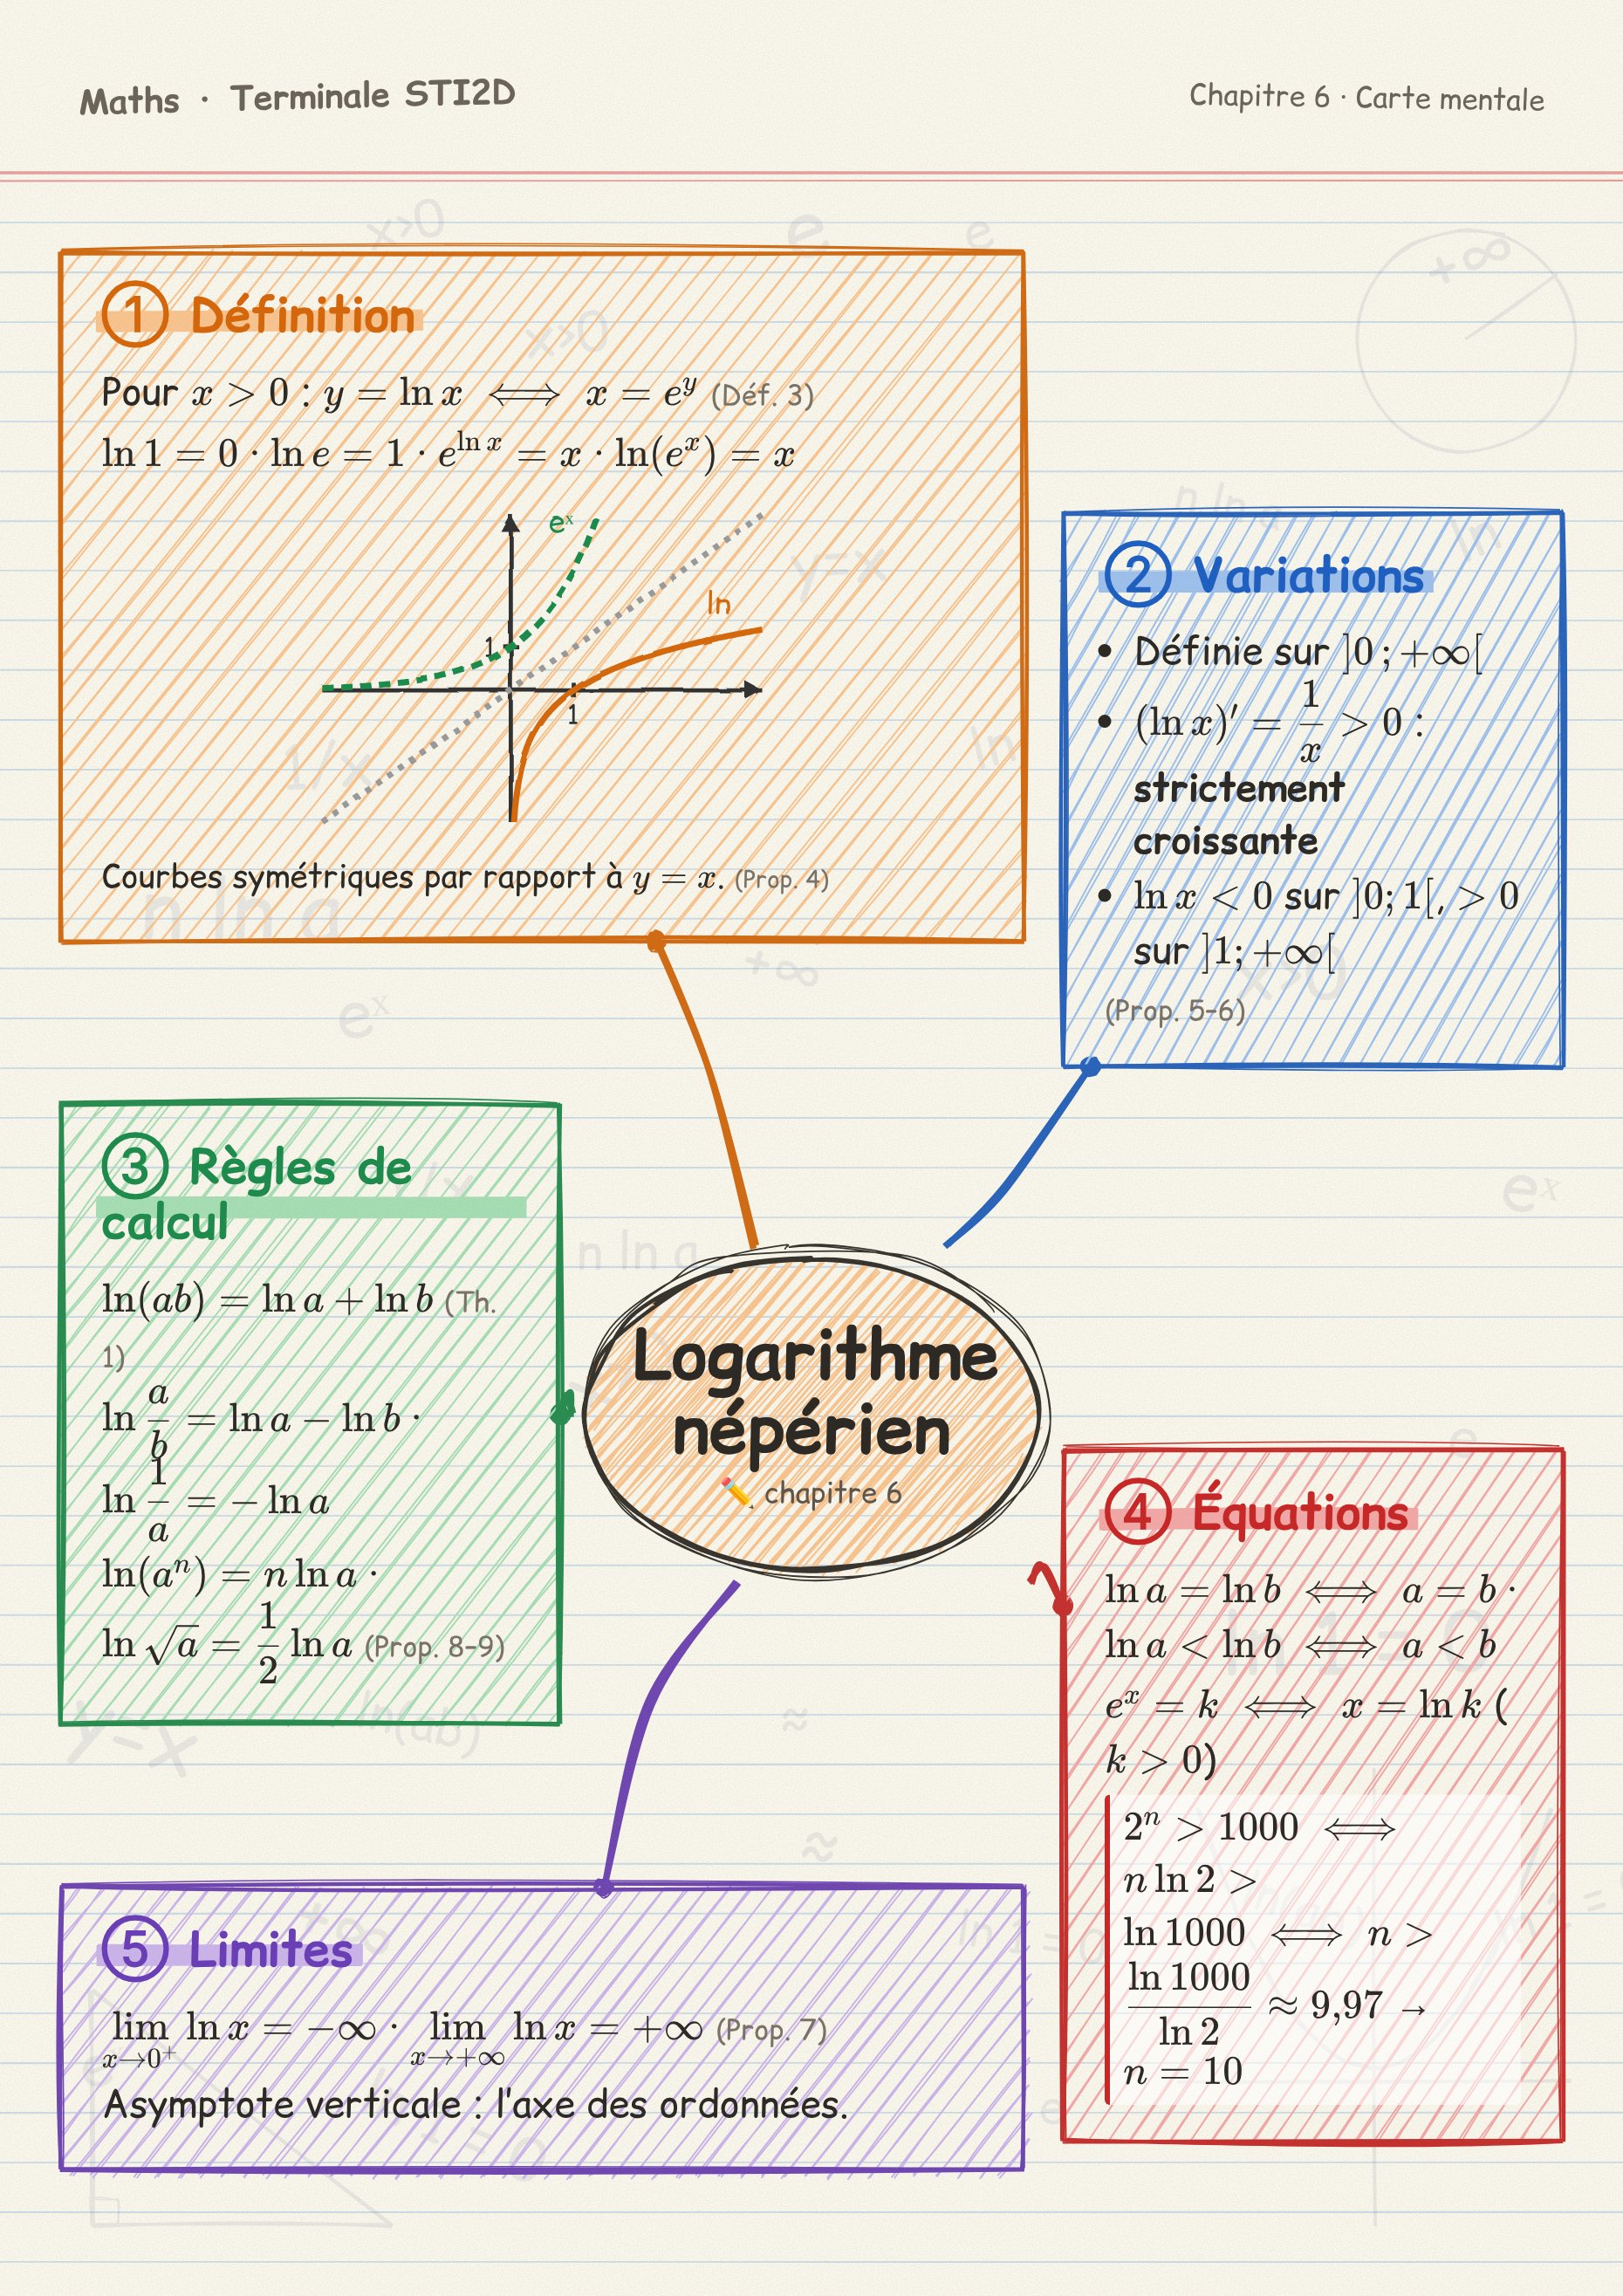 Maths · Terminale STI2D
Chapitre 6 · Carte mentale
① Définition
Pour x > 0 : y = ln x ⟺ x = e^y (Déf. 3)
ln 1 = 0 · ln e = 1 · e^{ln x} = x · ln(e^x) = x
e^x
ln
1
1
Courbes symétriques par rapport à y = x. (Prop. 4)
② Variations
• Définie sur ]0 ; +∞[
• (ln x)′ = 1/x > 0 :
strictement
croissante
• ln x < 0 sur ]0; 1[, > 0
sur ]1; +∞[
(Prop. 5-6)
③ Règles de
calcul
ln(ab) = ln a + ln b (Th.
1)
ln a/b = ln a − ln b ·
ln 1/a = − ln a
ln(a^n) = n ln a ·
ln √a = 1/2 ln a (Prop. 8-9)
Logarithme
népérien
✏️ chapitre 6
④ Équations
ln a = ln b ⟺ a = b ·
ln a < ln b ⟺ a < b
e^x = k ⟺ x = ln k (
k > 0)
2^n > 1000 ⟺
n ln 2 >
ln 1000 ⟺ n >
ln 1000/ln 2 ≈ 9,97 →
n = 10
⑤ Limites
lim x→0⁺ ln x = −∞ · lim x→+∞ ln x = +∞ (Prop. 7)
Asymptote verticale : l'axe des ordonnées.